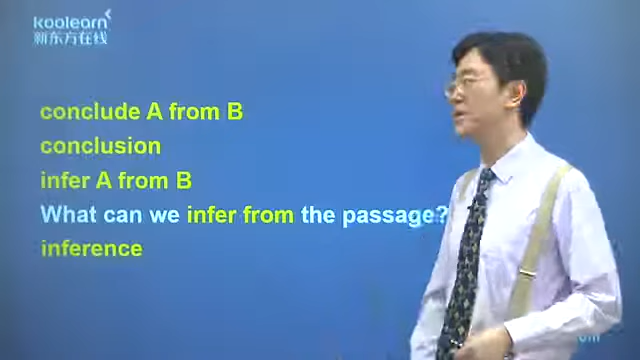 koolearn
新东方在线
conclude A from B
conclusion
infer A from B
What can we infer from the passage?
inference